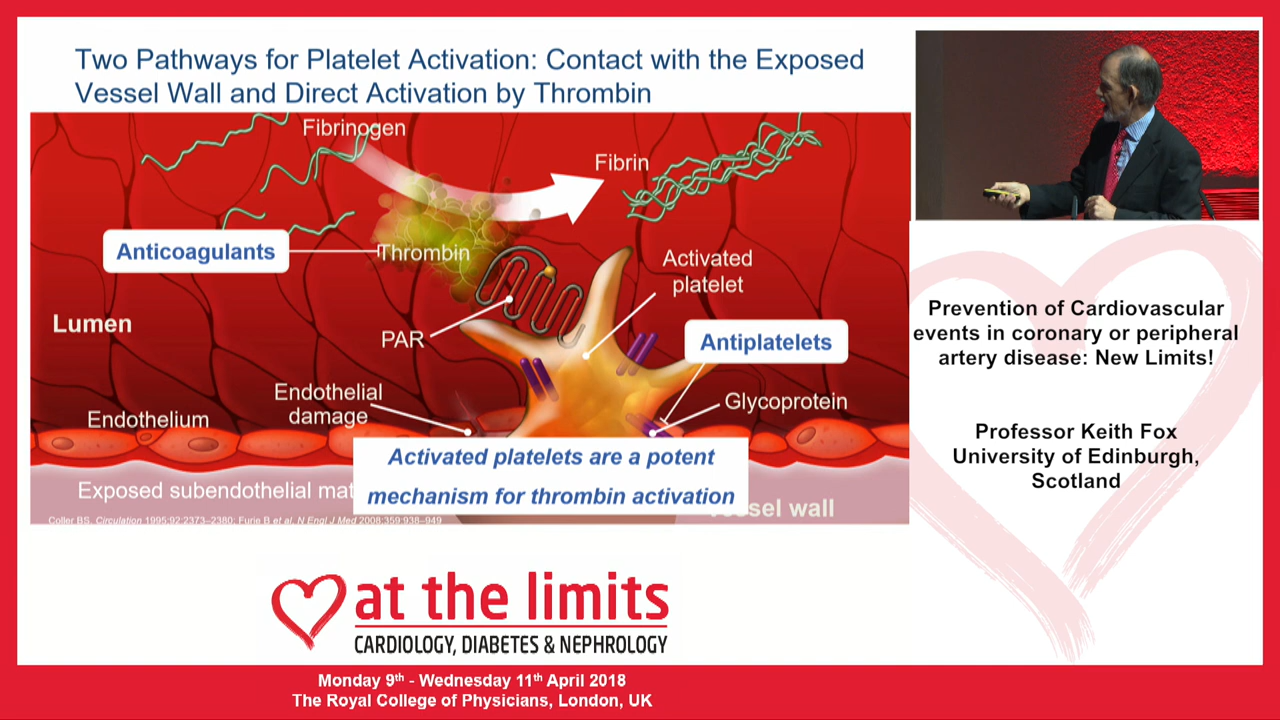 Two Pathways for Platelet Activation: Contact with the Exposed
Vessel Wall and Direct Activation by Thrombin
Fibrinogen
Fibrin
Anticoagulants
Thrombin
Activated
platelet
Lumen
PAR
Antiplatelets
Endothelial
damage
Glycoprotein
Endothelium
Activated platelets are a potent
mechanism for thrombin activation
Exposed subendothelial mat
sel wall
Coller BS. Circulation 1995;92:2373–2380; Furie B et al. N Engl J Med 2008;359:938–949
Prevention of Cardiovascular
events in coronary or peripheral
artery disease: New Limits!
Professor Keith Fox
University of Edinburgh,
Scotland
at the limits
CARDIOLOGY, DIABETES & NEPHROLOGY
Monday 9th - Wednesday 11th April 2018
The Royal College of Physicians, London, UK